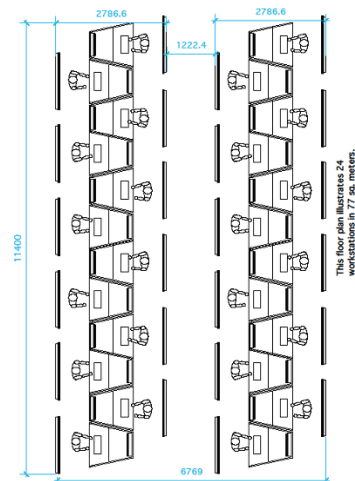 2786.6
2786.6
1222.4
11400
This floor plan illustrates 24
workstations in 77 sq. meters.
6769